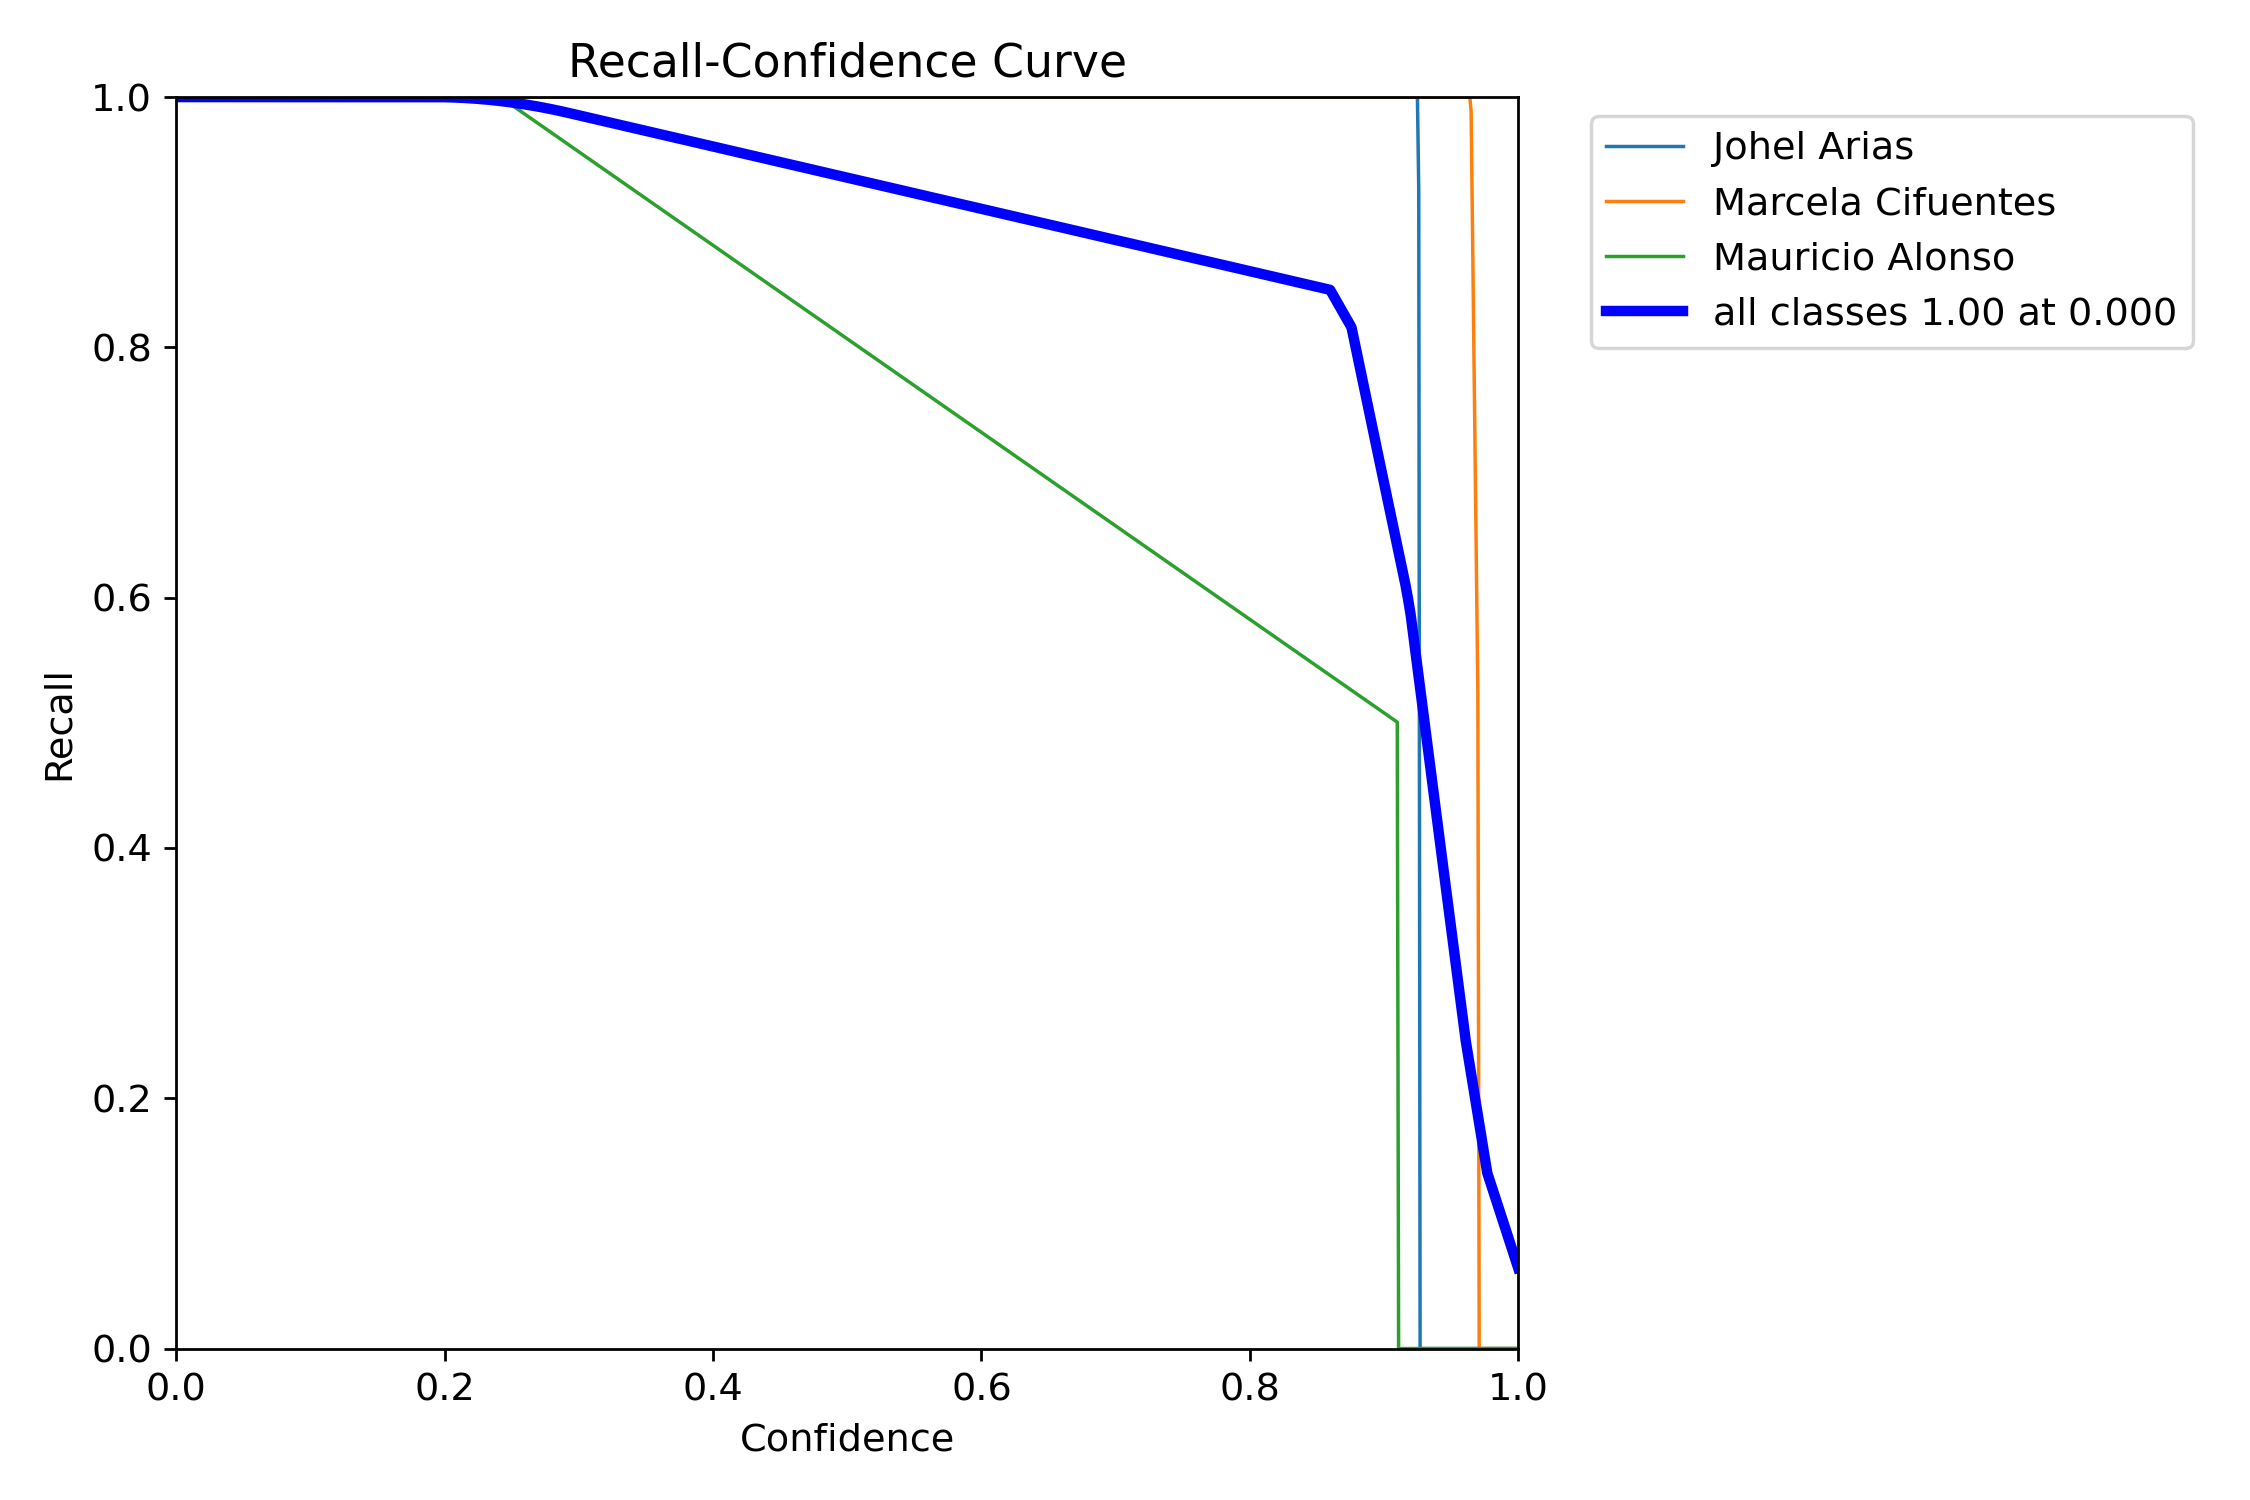 Recall-Confidence Curve
1.0
0.8
0.6
0.4
0.2
0.0
Recall
0.0 0.2 0.4 0.6 0.8 1.0
Confidence
Johel Arias
Marcela Cifuentes
Mauricio Alonso
all classes 1.00 at 0.000